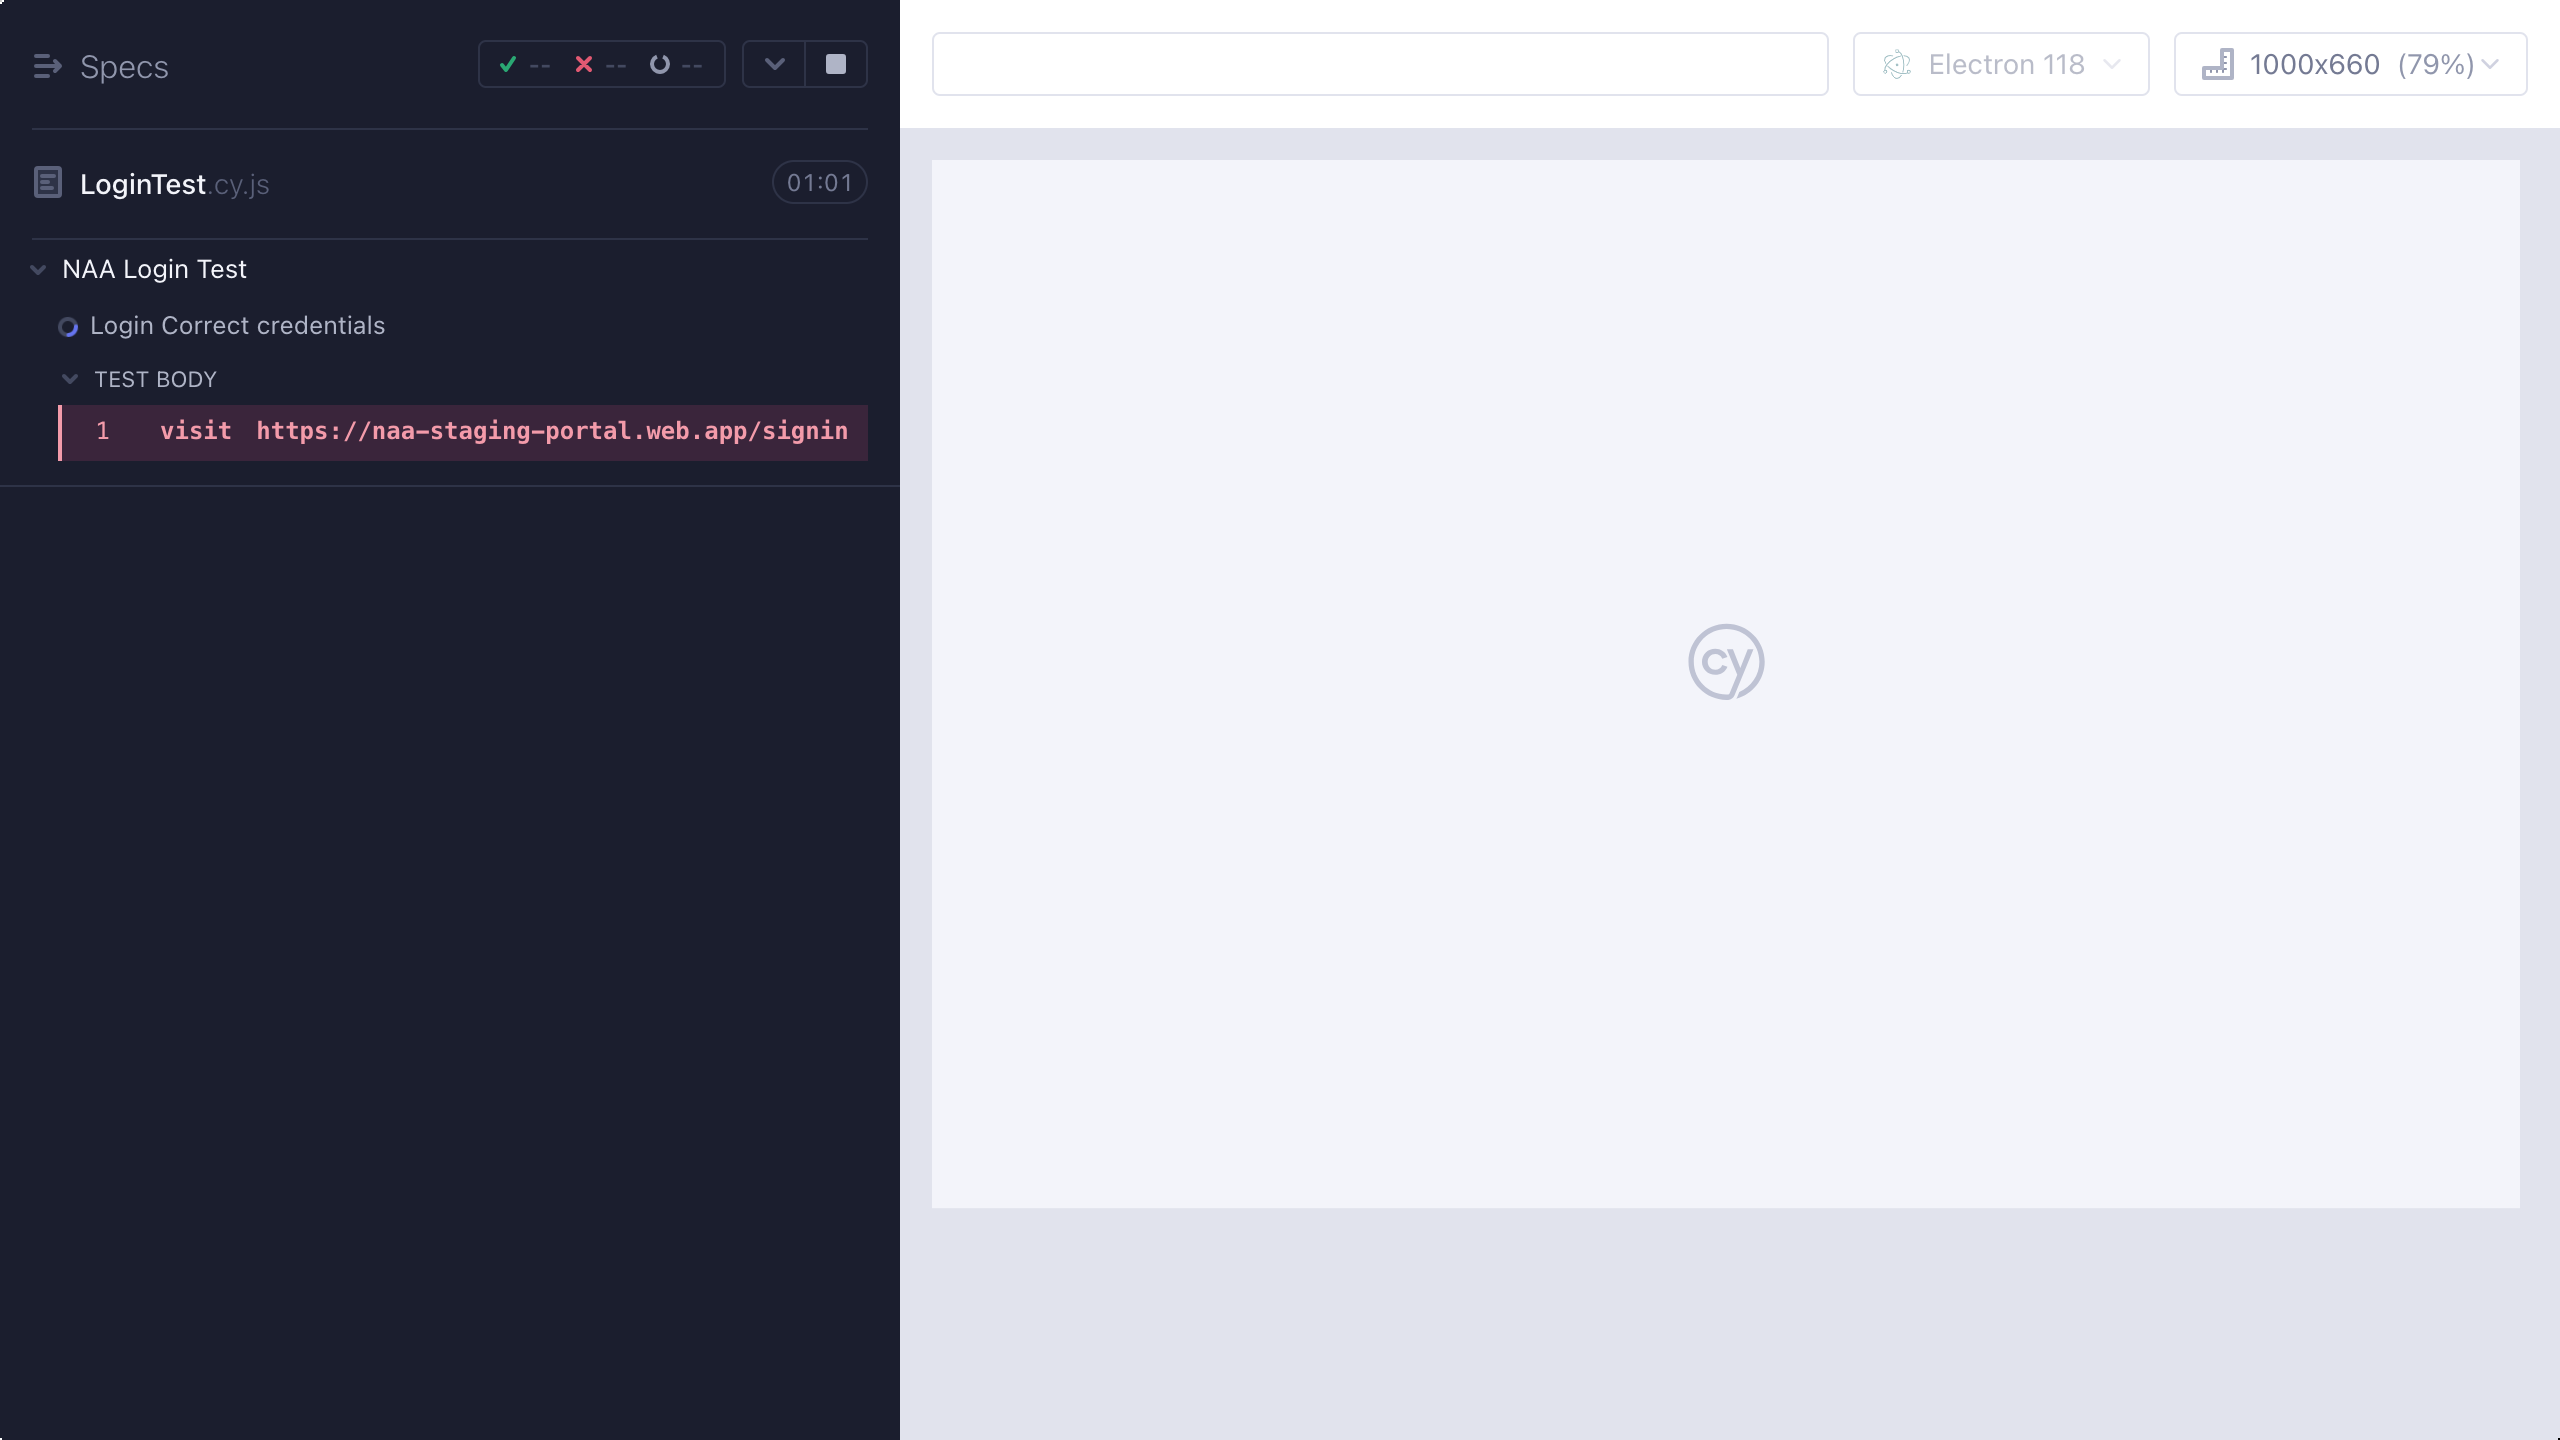 Specs -- -- --
LoginTest.cy.js 01:01
NAA Login Test
Login Correct credentials
TEST BODY
1 visit https://naa-staging-portal.web.app/signin
Electron 118 1000x660 (79%)
cy